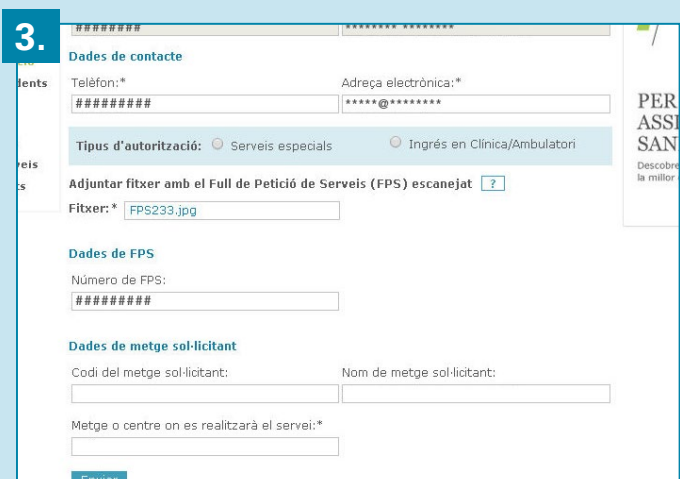 3.
######## ******** ********
Dades de contacte
Telèfon:* Adreça electrònica:*
######### *****@********
Tipus d'autorització: Serveis especials Ingrés en Clínica/Ambulatori
Adjuntar fitxer amb el Full de Petició de Serveis (FPS) escanejat ?
Fitxer:* FPS233.jpg
Dades de FPS
Número de FPS:
#########
Dades de metge sol·licitant
Codi del metge sol·licitant: Nom de metge sol·licitant:
Metge o centre on es realitzarà el servei:*
Enviar
dents
veis
ts
PER
ASSI
SAN
Descobre
la millor